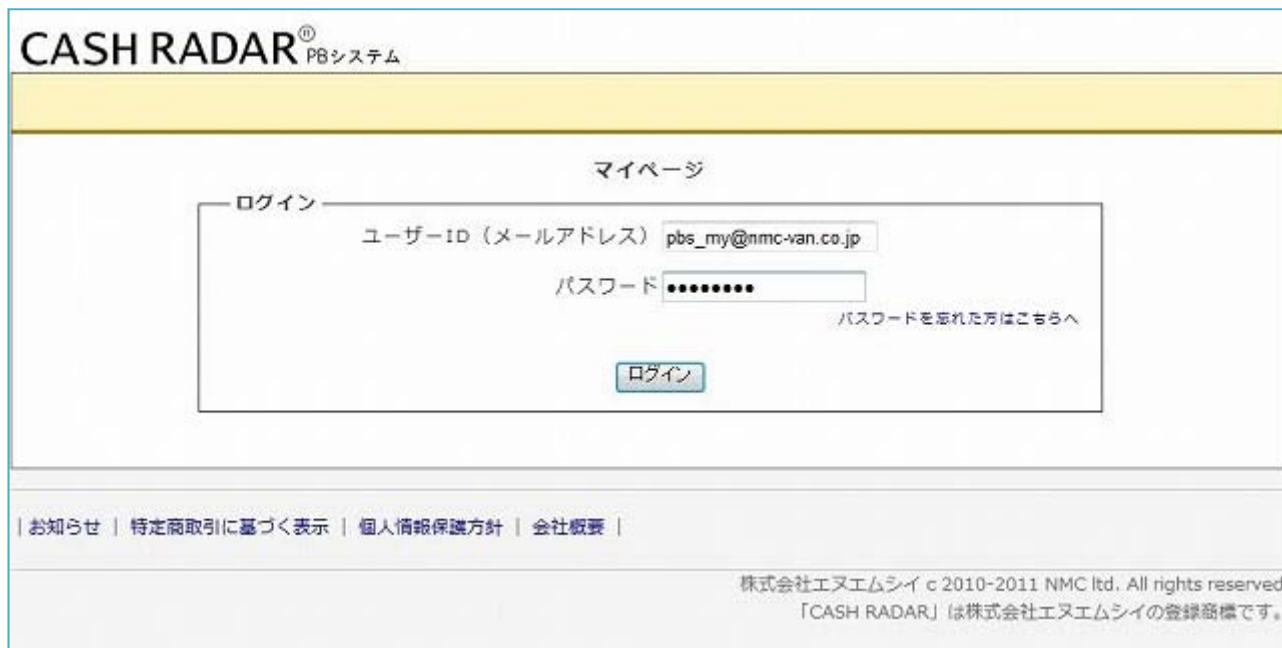 CASH RADAR® PBシステム
マイページ
ログイン
ユーザーID（メールアドレス） pbs_my@nmc-van.co.jp
パスワード ●●●●●●●●
パスワードを忘れた方はこちらへ
ログイン
| お知らせ | 特定商取引に基づく表示 | 個人情報保護方針 | 会社概要 |
株式会社エヌエムシイ c 2010-2011 NMC ltd. All rights reserved
「CASH RADAR」は株式会社エヌエムシイの登録商標です。